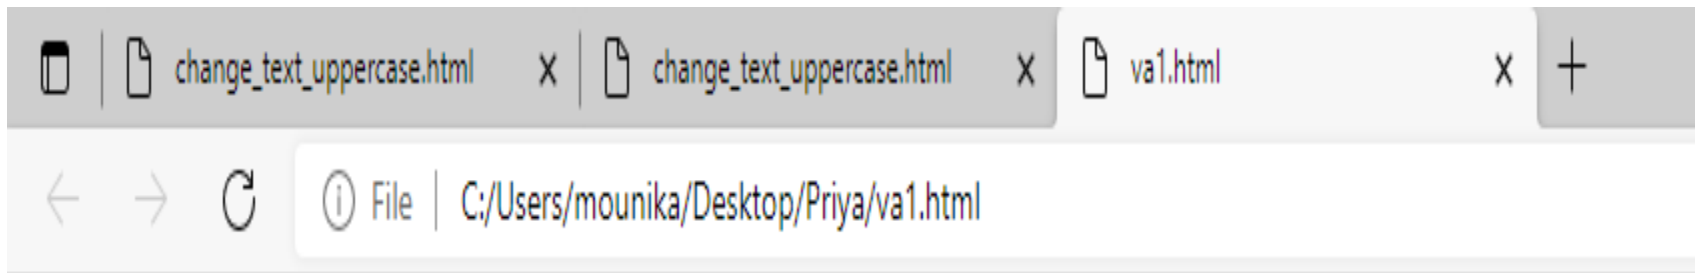 change_text_uppercase.html change_text_uppercase.html va1.html
File C:/Users/mounika/Desktop/Priya/va1.html